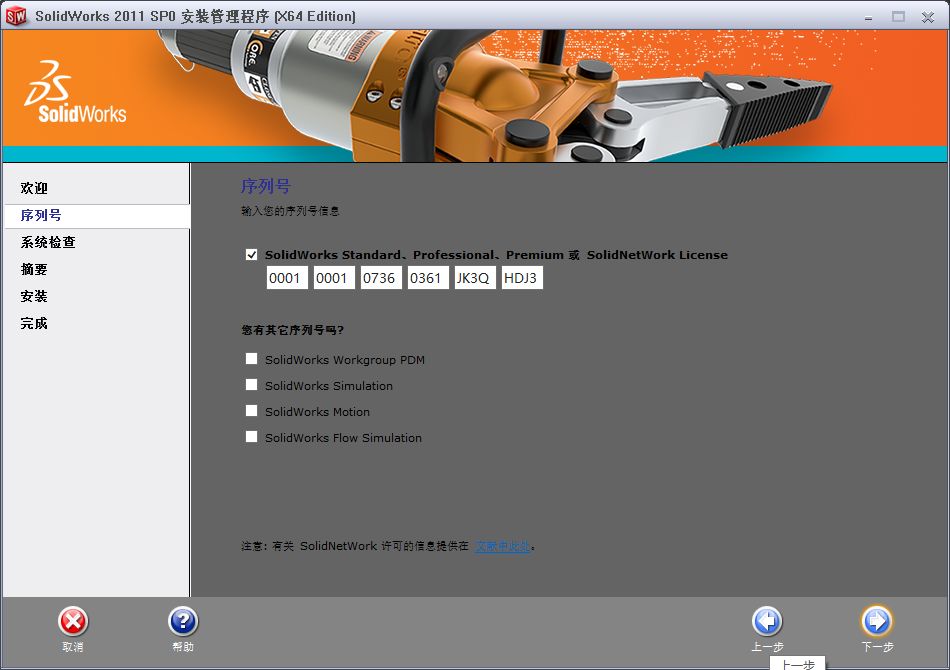 SolidWorks 2011 SP0 安装管理程序 (X64 Edition)
SolidWorks
欢迎
序列号
系统检查
摘要
安装
完成
序列号
输入您的序列号信息
SolidWorks Standard、Professional、Premium 或 SolidNetWork License
0001 0001 0736 0361 JK3Q HDJ3
您有其它序列号吗?
SolidWorks Workgroup PDM
SolidWorks Simulation
SolidWorks Motion
SolidWorks Flow Simulation
注意: 有关 SolidNetWork 许可的信息提供在
取消
帮助
上一步
下一步
上一步